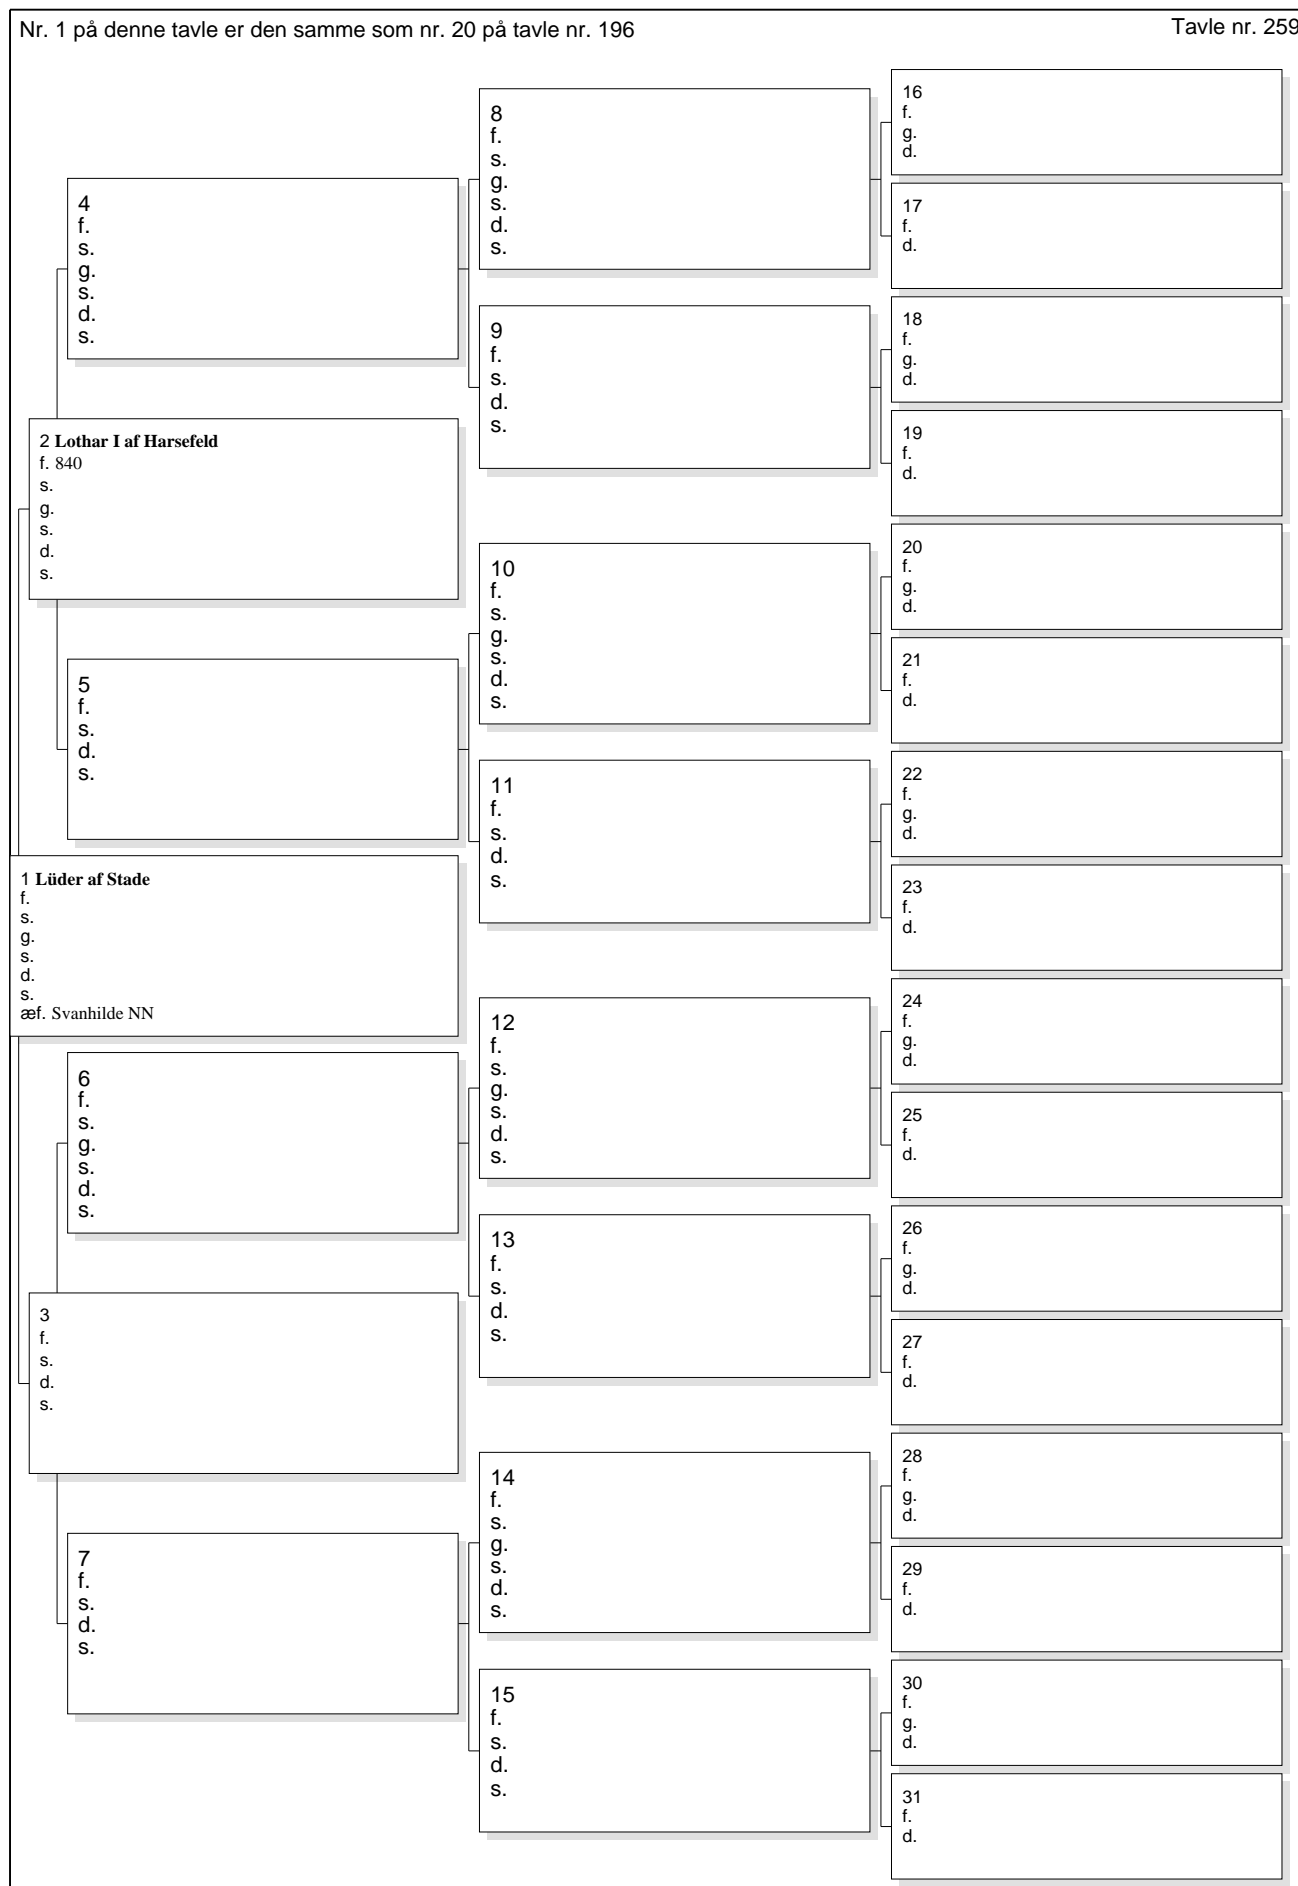 Nr. 1 på denne tavle er den samme som nr. 20 på tavle nr. 196
Tavle nr. 259
4
f.
s.
g.
s.
d.
s.
2 Lothar I af Harsefeld
f. 840
s.
g.
s.
d.
s.
5
f.
s.
d.
s.
1 Lüder af Stade
f.
s.
g.
s.
d.
s.
æf. Svanhilde NN
6
f.
s.
g.
s.
d.
s.
3
f.
s.
d.
s.
7
f.
s.
d.
s.
8
f.
s.
g.
s.
d.
s.
9
f.
s.
d.
s.
10
f.
s.
g.
s.
d.
s.
11
f.
s.
d.
s.
12
f.
s.
g.
s.
d.
s.
13
f.
s.
d.
s.
14
f.
s.
g.
s.
d.
s.
15
f.
s.
d.
s.
16
f.
g.
d.
17
f.
d.
18
f.
g.
d.
19
f.
d.
20
f.
g.
d.
21
f.
d.
22
f.
g.
d.
23
f.
d.
24
f.
g.
d.
25
f.
d.
26
f.
g.
d.
27
f.
d.
28
f.
g.
d.
29
f.
d.
30
f.
g.
d.
31
f.
d.